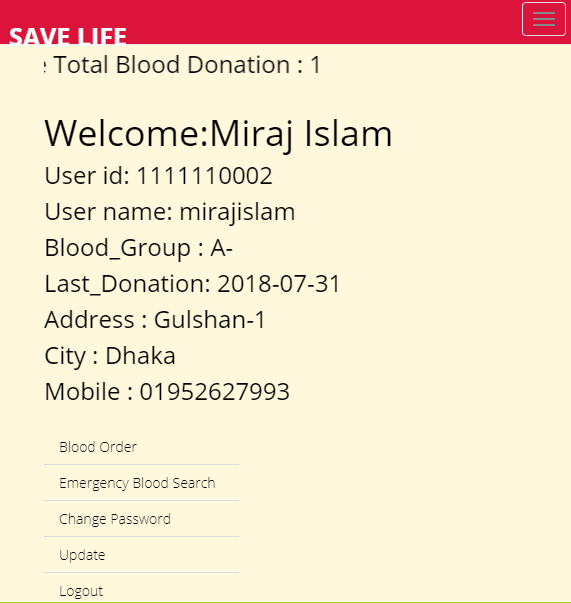 SAVE LIFE
Total Blood Donation : 1
Welcome:Miraj Islam
User id: 1111110002
User name: mirajislam
Blood_Group : A-
Last_Donation: 2018-07-31
Address : Gulshan-1
City : Dhaka
Mobile : 01952627993
Blood Order
Emergency Blood Search
Change Password
Update
Logout